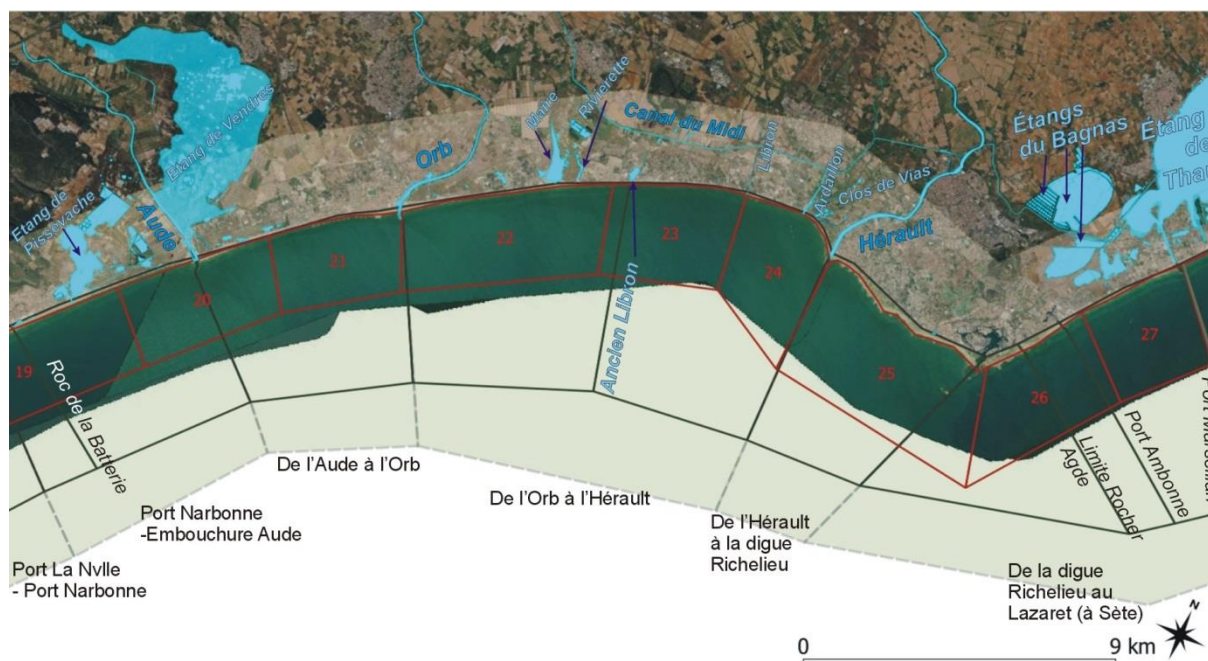 Etang de
Pissevache
Etang de Vendres
Aude
Orb
Maïre
Rivierette
Canal du Midi
Libron
Ardaillon
Clos de Vias
Hérault
Étangs
du Bagnas
Étang
de
Thau
19
20
21
22
23
24
25
26
27
Ancien Libron
Roc de la Batterie
Limite Rocher
Agde
Port Ambonne
De l'Aude à l'Orb
De l'Orb à l'Hérault
Port Narbonne
-Embouchure Aude
De l'Hérault
à la digue
Richelieu
Port La Nvlle
- Port Narbonne
De la digue
Richelieu au
Lazaret (à Sète)
N
0
9 km